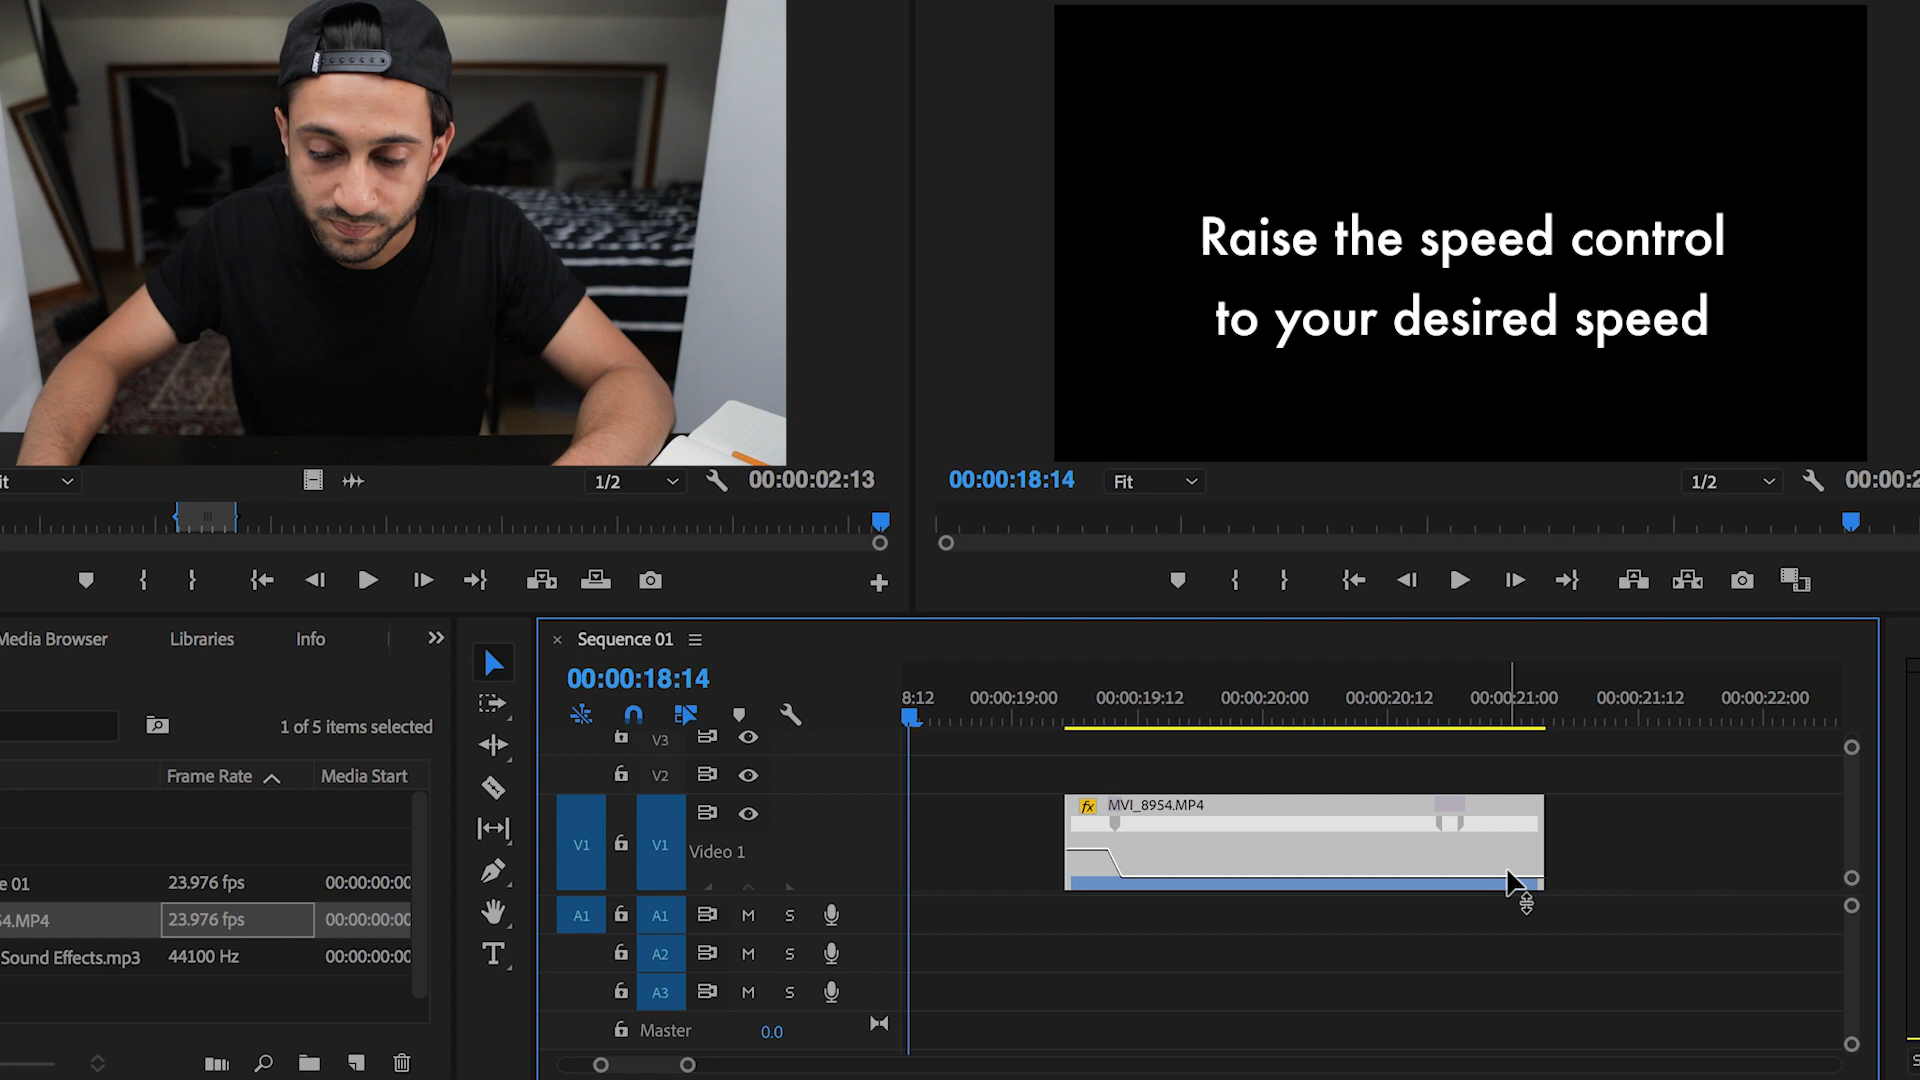 Raise the speed control
to your desired speed
1/2
00:00:02:13
00:00:18:14
Fit
1/2
Media Browser
Libraries
Info
1 of 5 items selected
Frame Rate
Media Start
e 01
23.976 fps
00:00:00:00
54.MP4
23.976 fps
00:00:00:00
Sound Effects.mp3
44100 Hz
00:00:00:00
Sequence 01
00:00:18:14
8:12
00:00:19:00
00:00:19:12
00:00:20:00
00:00:20:12
00:00:21:00
00:00:21:12
00:00:22:00
V3
V2
V1
V1
Video 1
fx
MVI_8954.MP4
A1
A1
M
S
A2
M
S
A3
M
S
Master
0.0